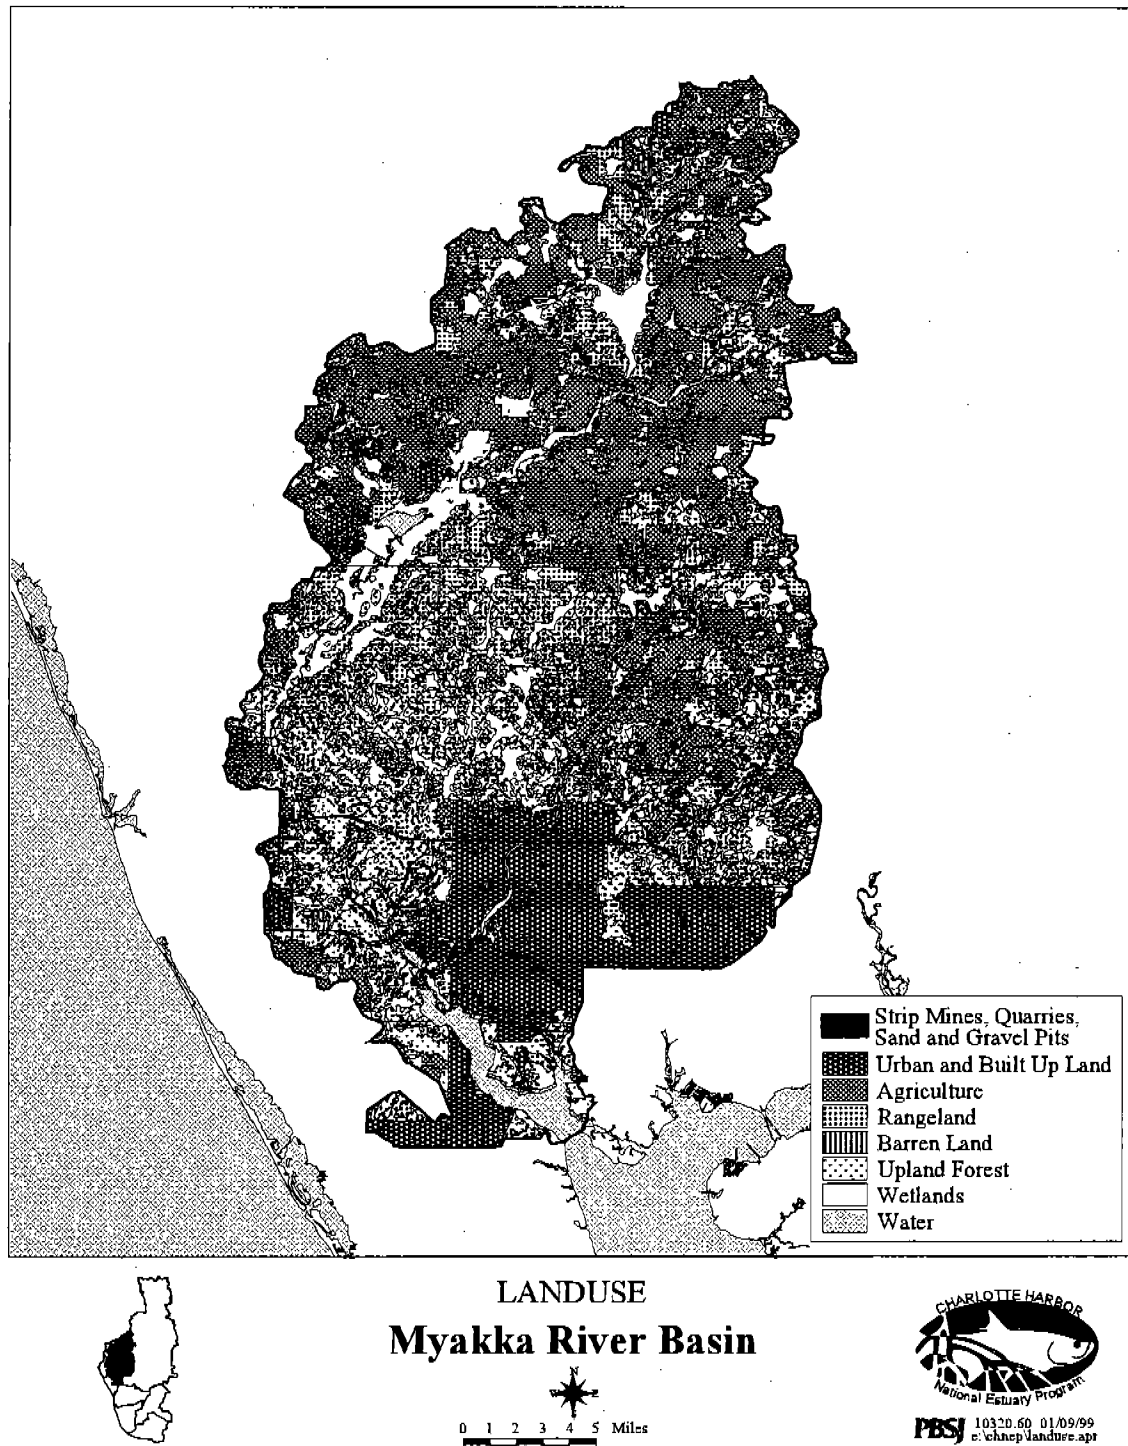 Strip Mines, Quarries,
Sand and Gravel Pits
Urban and Built Up Land
Agriculture
Rangeland
Barren Land
Upland Forest
Wetlands
Water
LANDUSE
Myakka River Basin
N
W E
S
0 1 2 3 4 5 Miles
CHARLOTTE HARBOR
National Estuary Program
PBSJ 10320.60 01/09/99
e:\chnep\landuse.apr